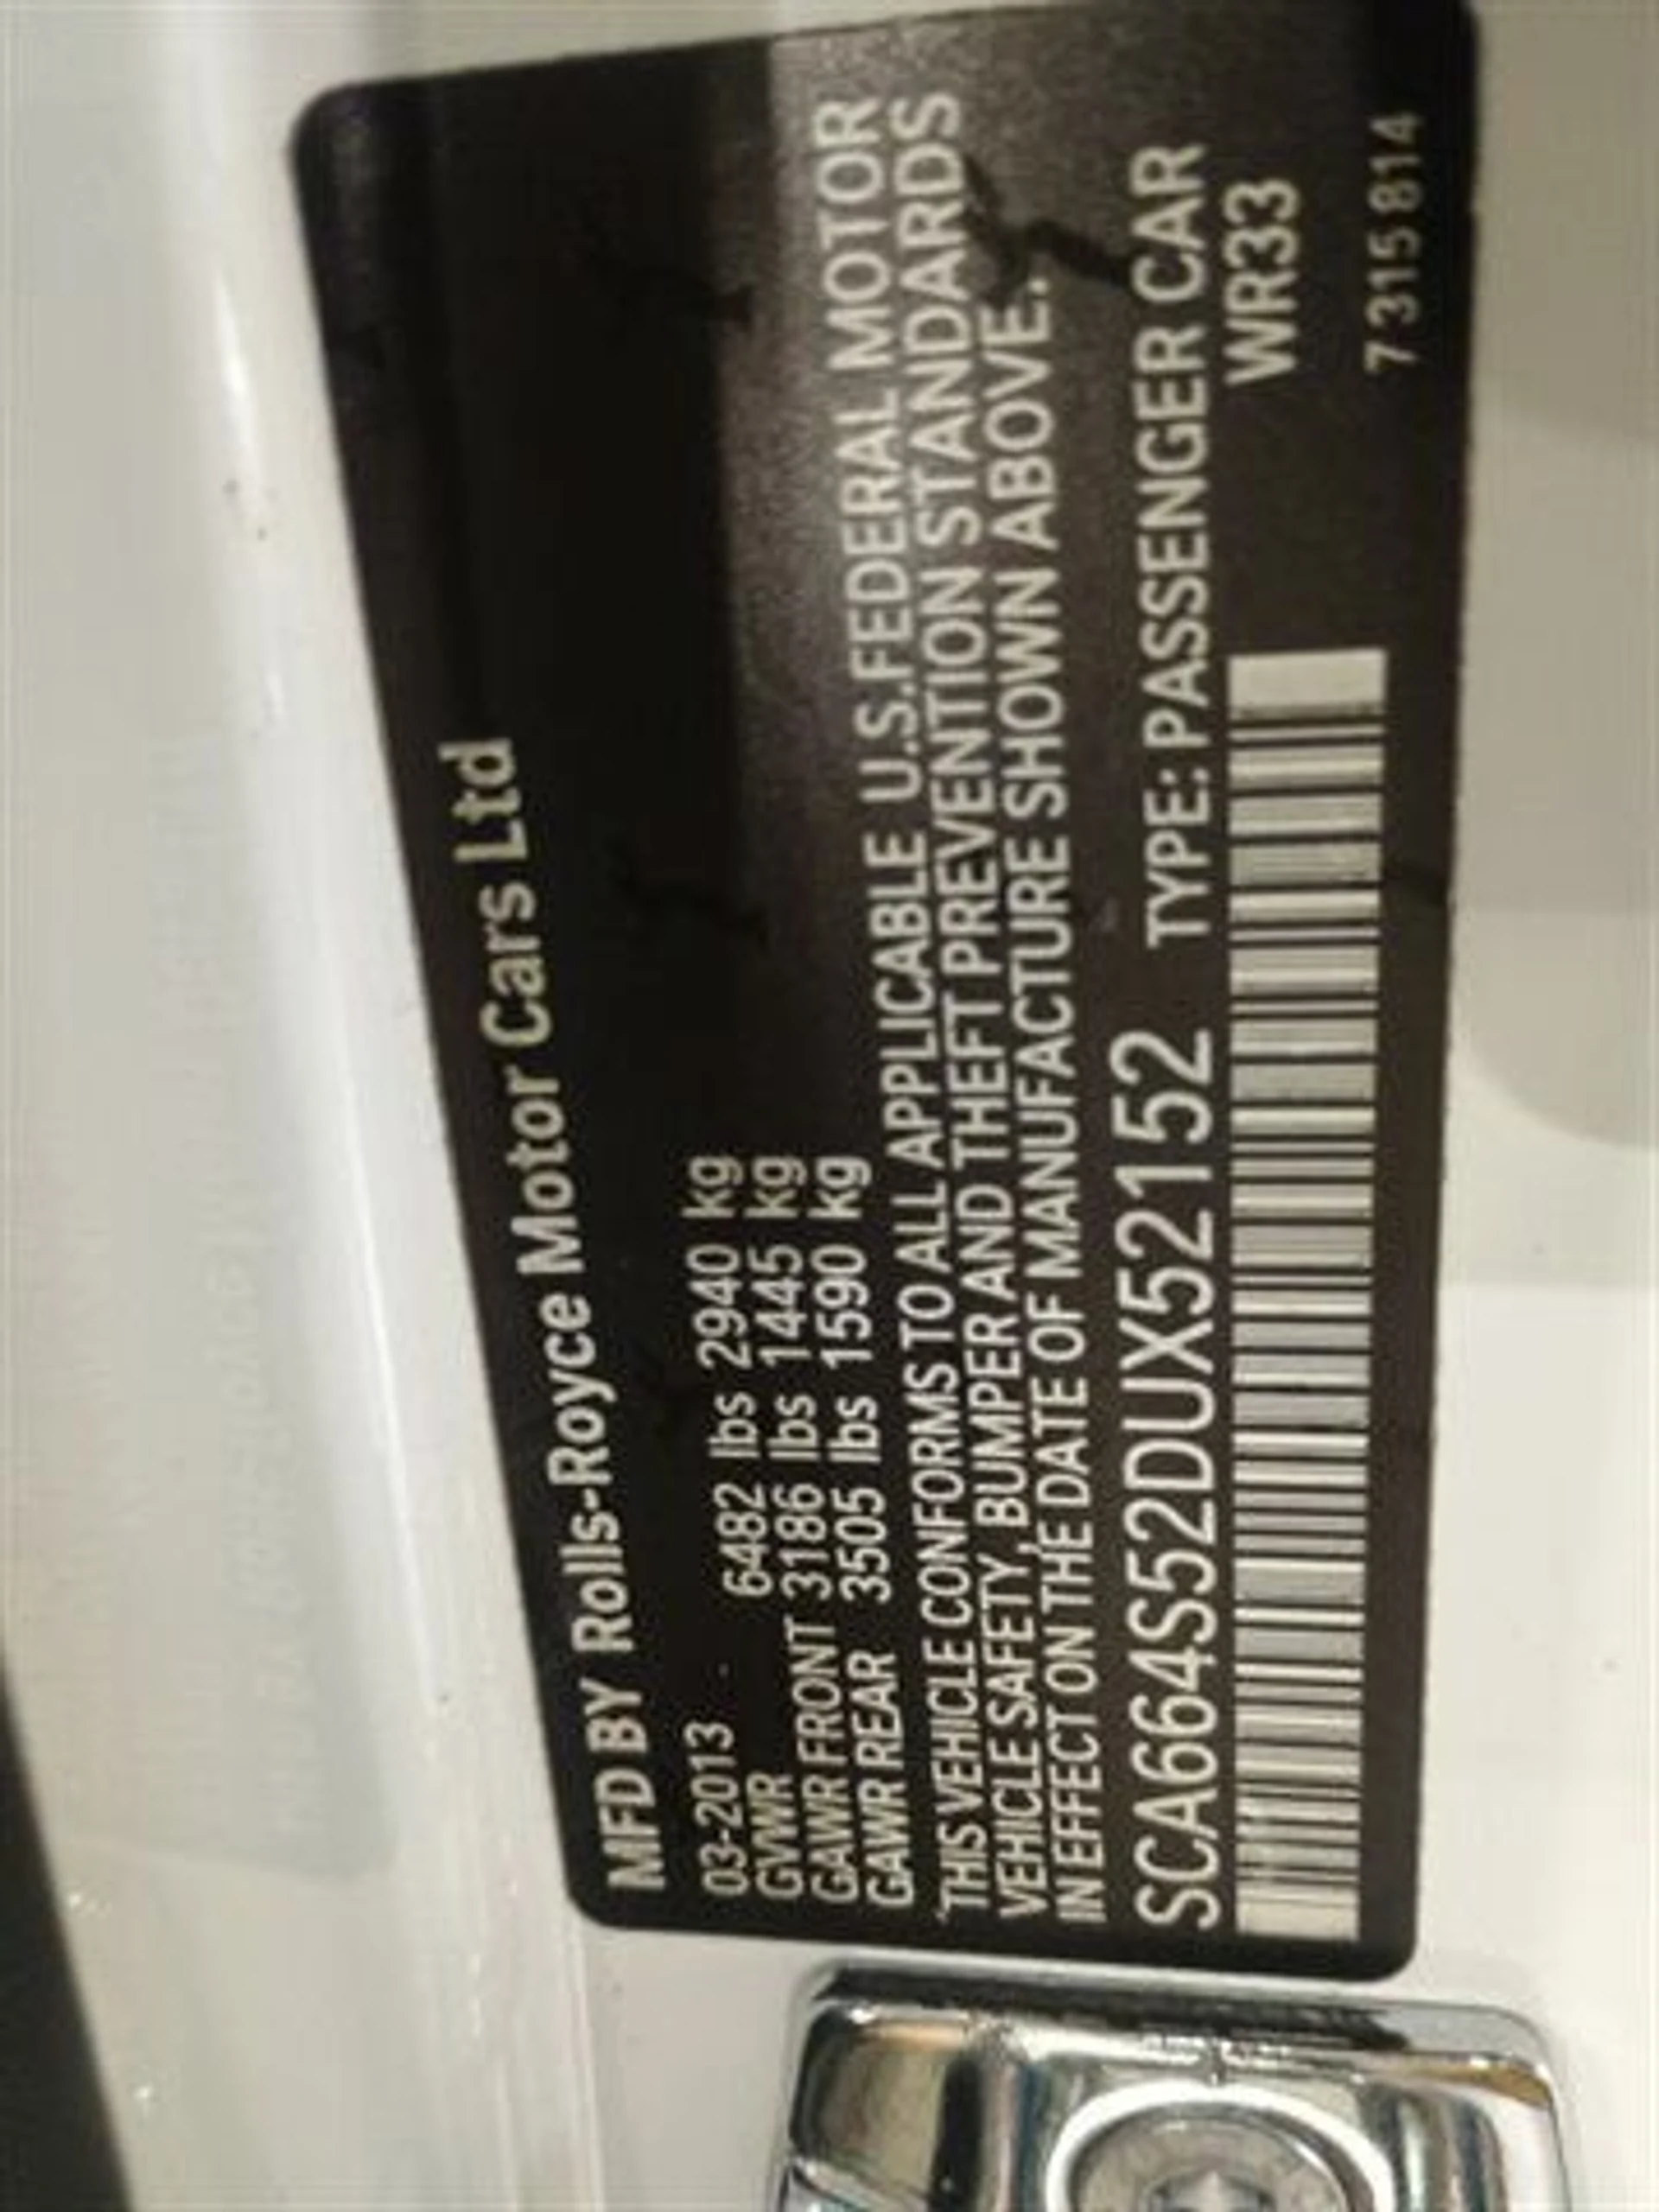 MFD BY Rolls-Royce Motor Cars Ltd
03-2013
GVWR 6482 lbs 2940 kg
GAWR FRONT 3186 lbs 1445 kg
GAWR REAR 3505 lbs 1590 kg
THIS VEHICLE CONFORMS TO ALL APPLICABLE U.S.FEDERAL MOTOR
VEHICLE SAFETY, BUMPER AND THEFT PREVENTION STANDARDS
IN EFFECT ON THE DATE OF MANUFACTURE SHOWN ABOVE.
SCA664S52DUX52152 TYPE: PASSENGER CAR
WR33
7 315 814